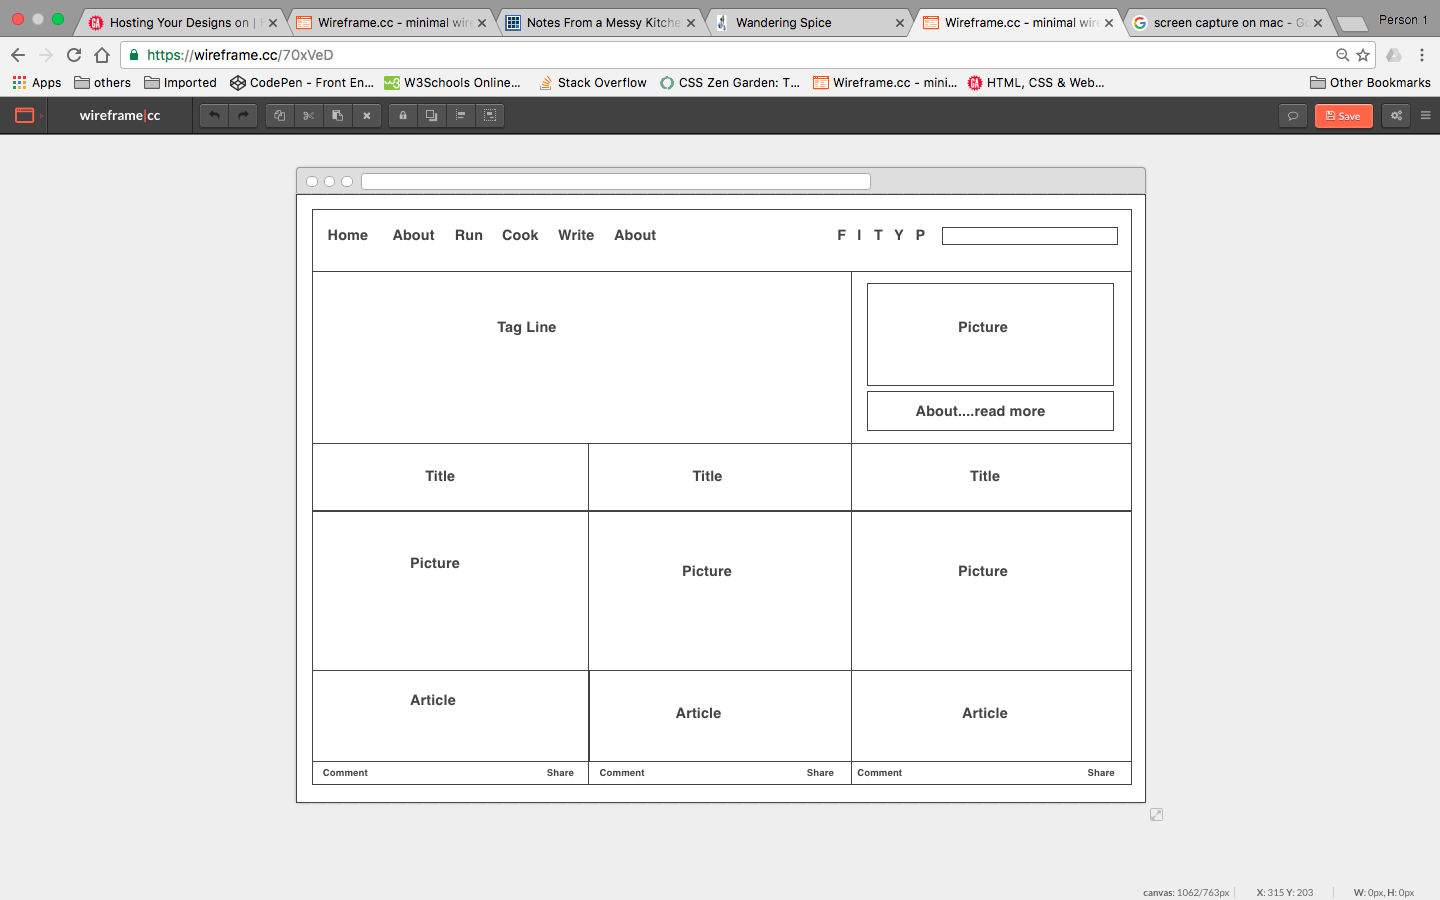 Hosting Your Designs on | Wireframe.cc - minimal wire Notes From a Messy Kitche Wandering Spice Wireframe.cc - minimal wire screen capture on mac - Go Person 1
https://wireframe.cc/70xVeD
Apps others Imported CodePen - Front En... W3Schools Online... Stack Overflow CSS Zen Garden: T... Wireframe.cc - mini... HTML, CSS & Web... Other Bookmarks
wireframe|cc Save
Home About Run Cook Write About F I T Y P
Tag Line Picture
About....read more
Title Title Title
Picture Picture Picture
Article Article Article
Comment Share Comment Share Comment Share
canvas: 1062/763px X: 315 Y: 203 W: 0px, H: 0px